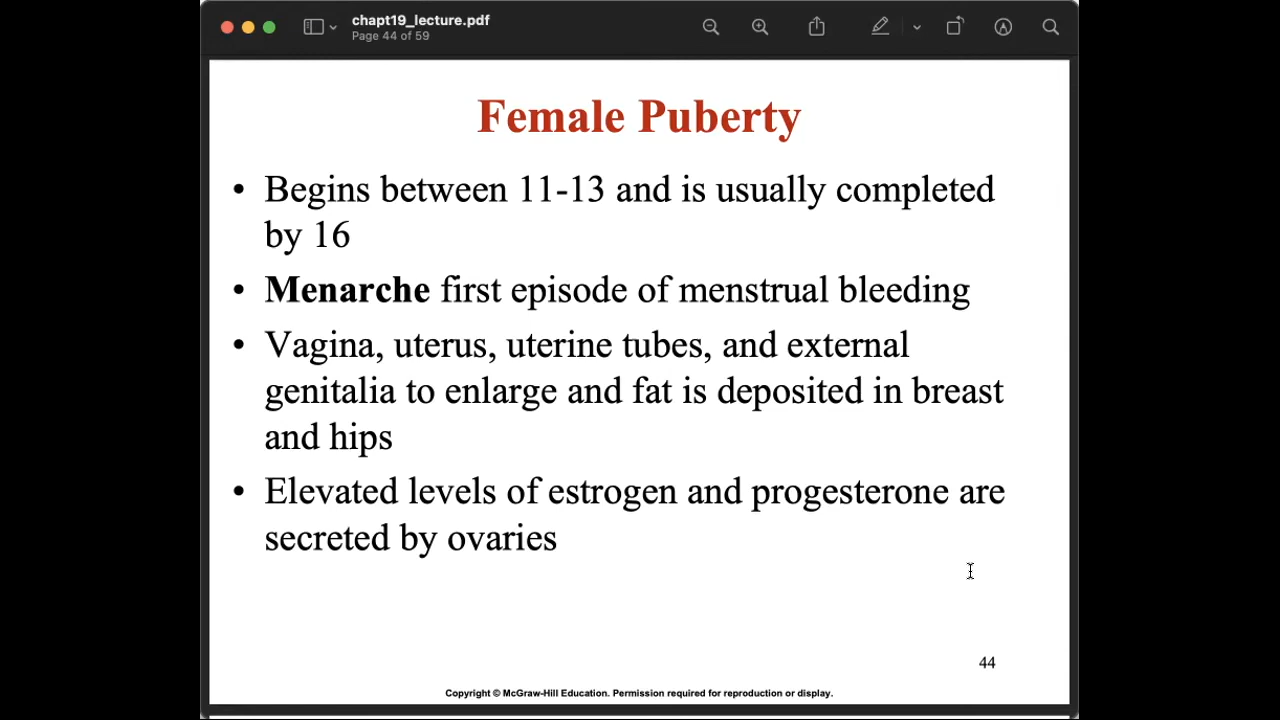 chapt19_lecture.pdf
Page 44 of 59
Female Puberty
• Begins between 11-13 and is usually completed
by 16
• Menarche first episode of menstrual bleeding
• Vagina, uterus, uterine tubes, and external
genitalia to enlarge and fat is deposited in breast
and hips
• Elevated levels of estrogen and progesterone are
secreted by ovaries
44
Copyright © McGraw-Hill Education. Permission required for reproduction or display.